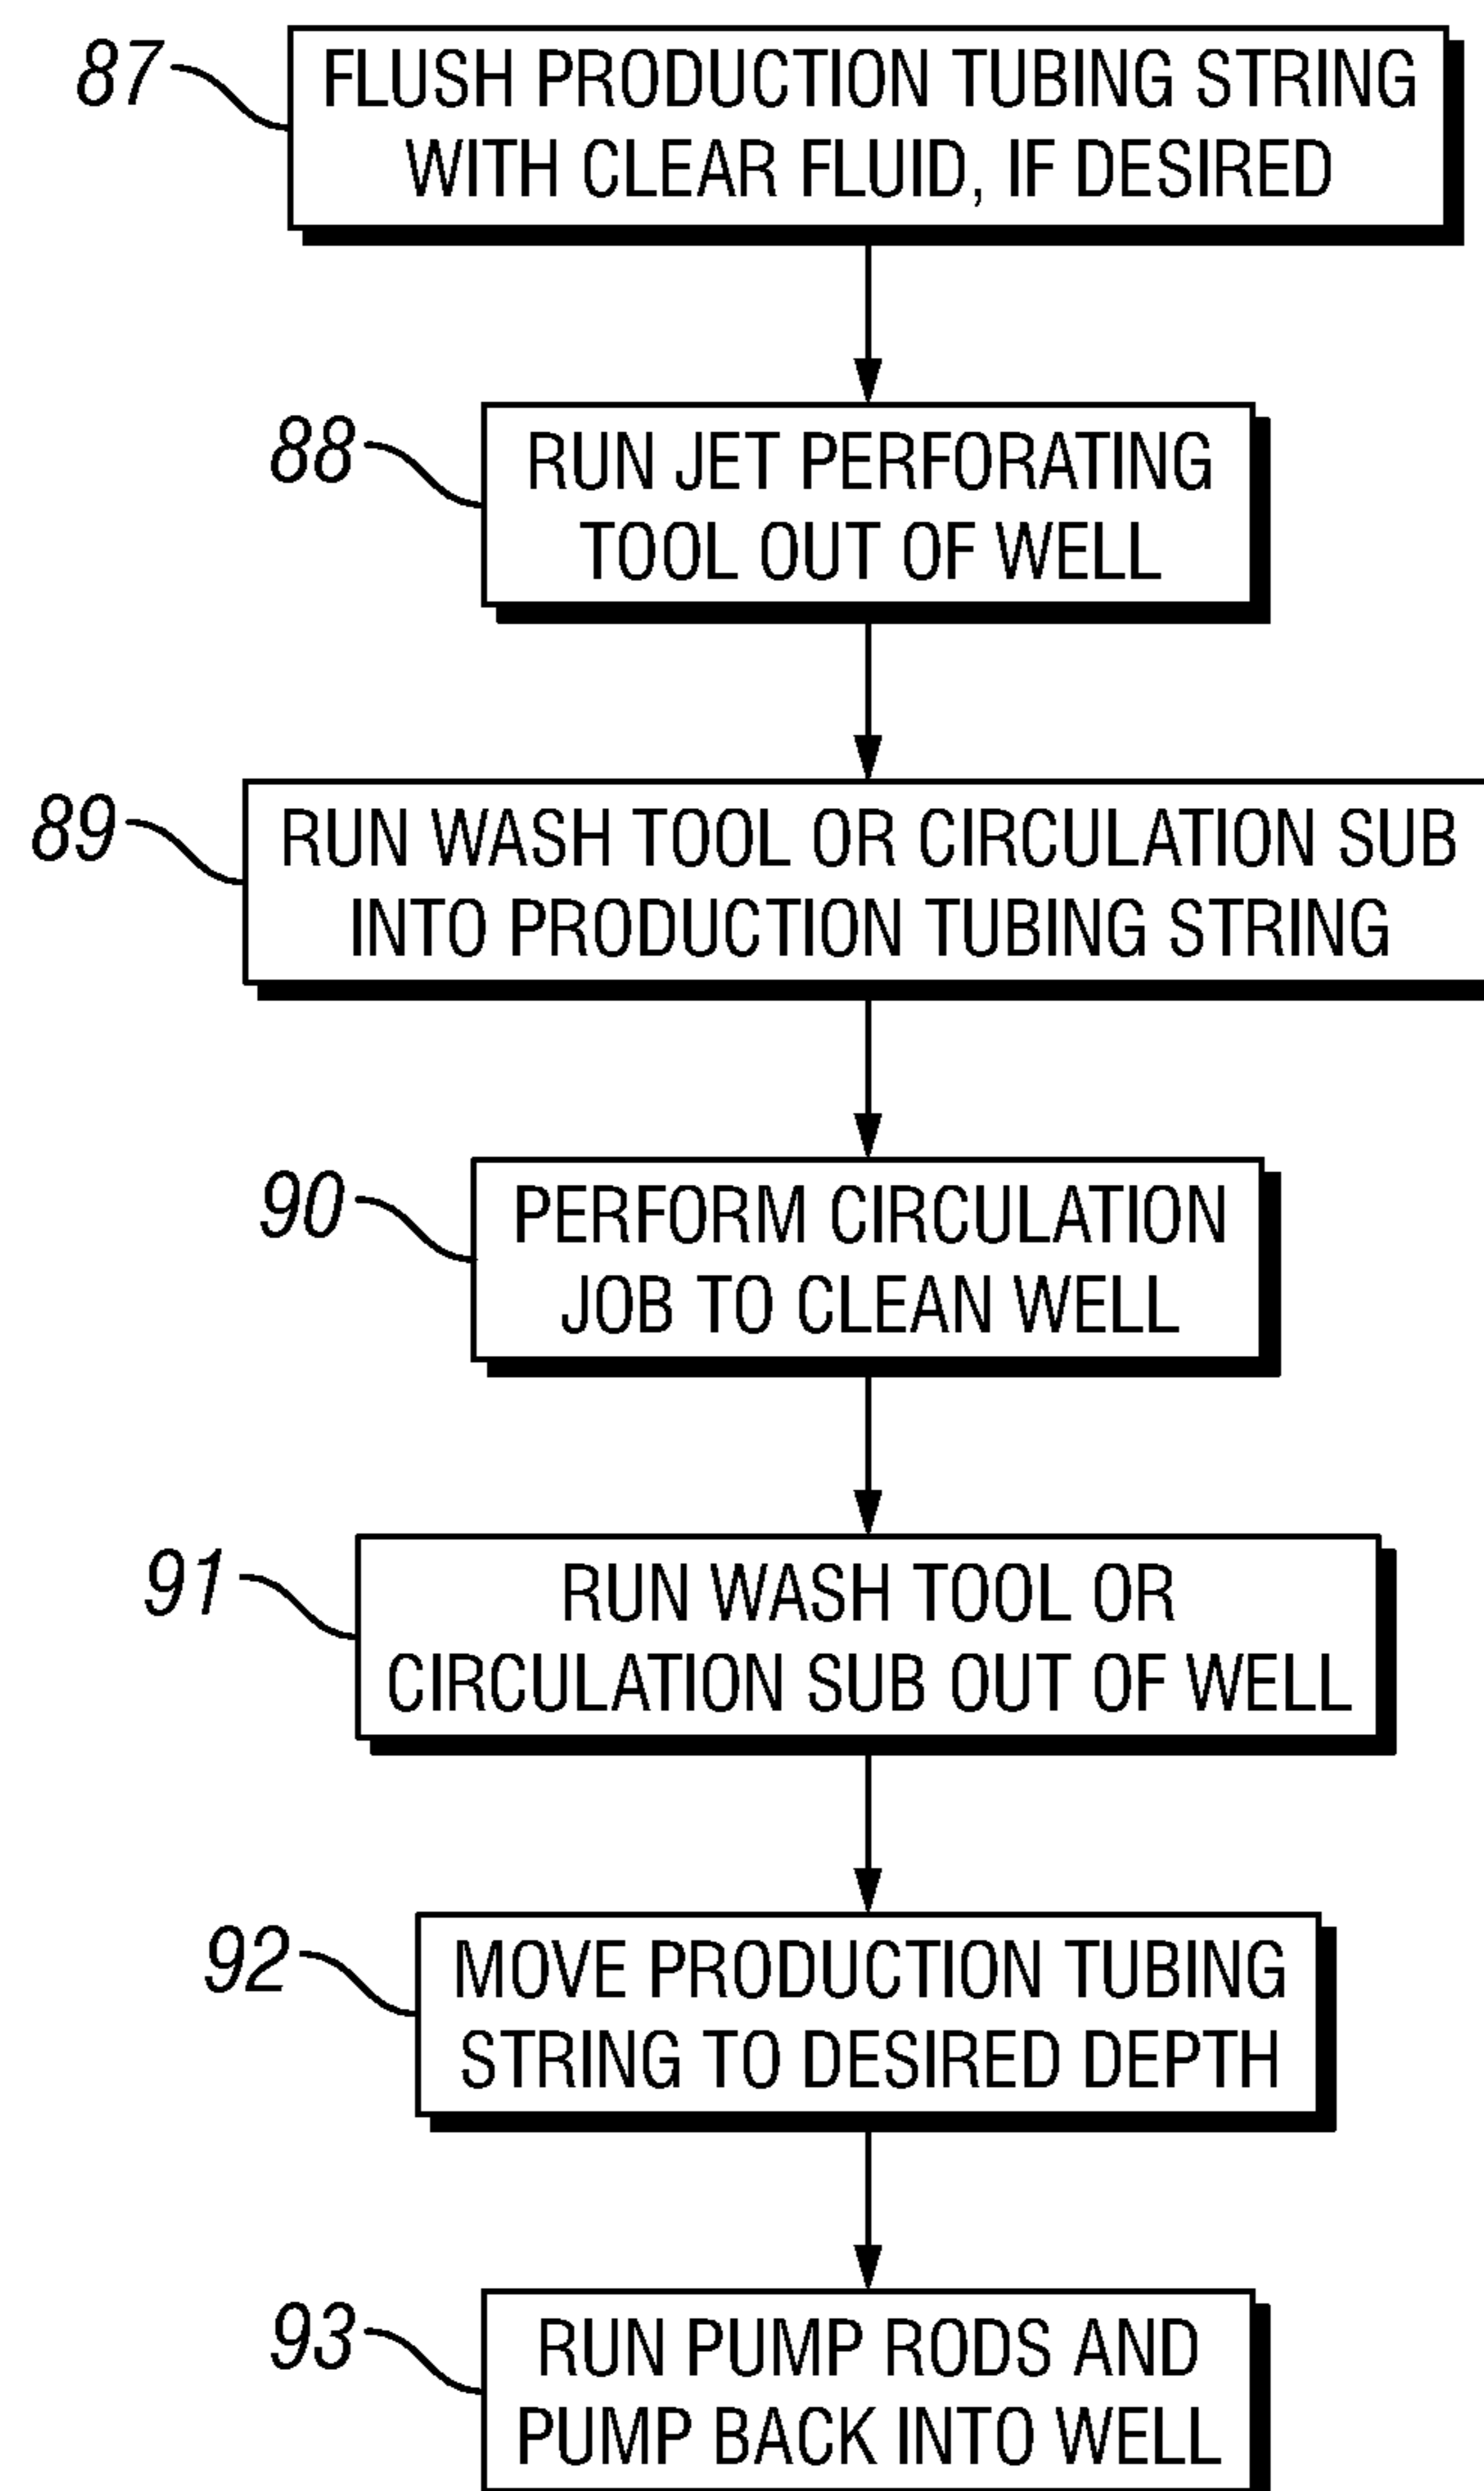 87
FLUSH PRODUCTION TUBING STRING
WITH CLEAR FLUID, IF DESIRED
88
RUN JET PERFORATING
TOOL OUT OF WELL
89
RUN WASH TOOL OR CIRCULATION SUB
INTO PRODUCTION TUBING STRING
90
PERFORM CIRCULATION
JOB TO CLEAN WELL
91
RUN WASH TOOL OR
CIRCULATION SUB OUT OF WELL
92
MOVE PRODUCTION TUBING
STRING TO DESIRED DEPTH
93
RUN PUMP RODS AND
PUMP BACK INTO WELL